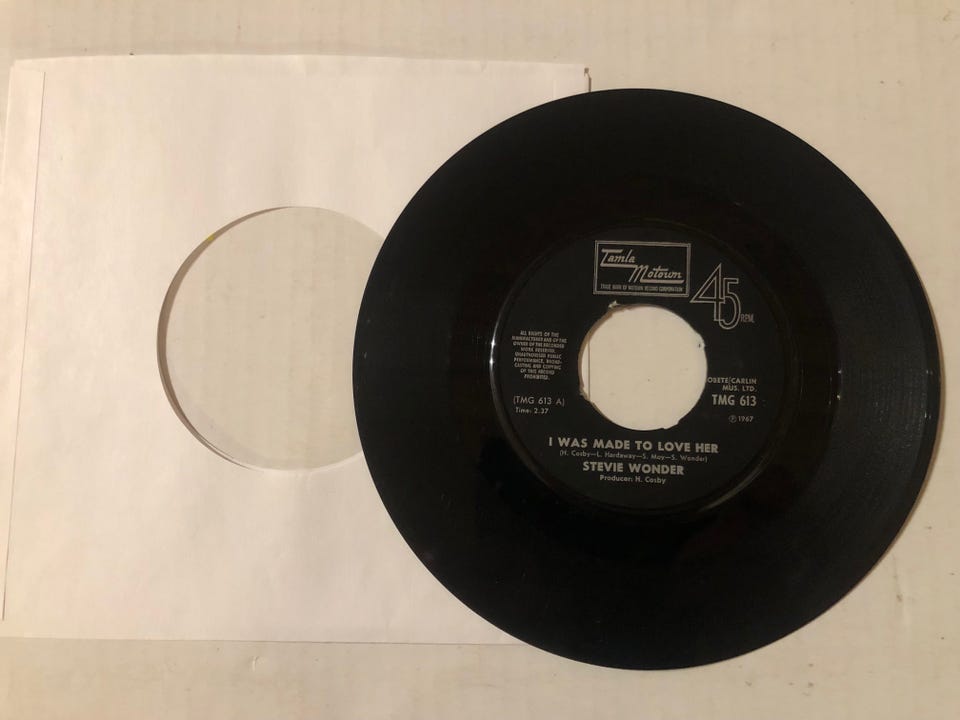 Tamla
Motown
TRADE MARK OF MOTOWN RECORD CORPORATION
45
RPM.
ALL RIGHTS OF THE
MANUFACTURER AND OF THE
OWNER OF THE RECORDED
WORK RESERVED.
UNAUTHORISED PUBLIC
PERFORMANCE, BROAD-
CASTING AND COPYING
OF THIS RECORD
PROHIBITED.
OBETE/CARLIN
MUS. LTD.
(TMG 613 A)
TMG 613
Time: 2.37
℗ 1967
I WAS MADE TO LOVE HER
(H. Cosby—L. Hardaway—S. Moy—S. Wonder)
STEVIE WONDER
Producer: H. Cosby